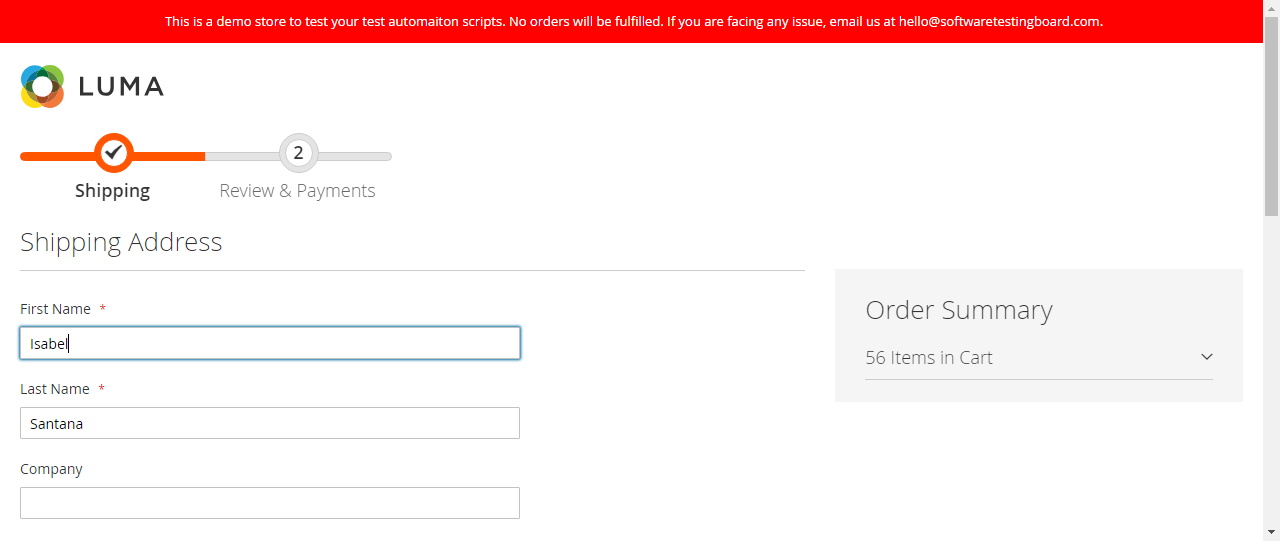 This is a demo store to test your test automaiton scripts. No orders will be fulfilled. If you are facing any issue, email us at hello@softwaretestingboard.com.
LUMA
2
Shipping
Review & Payments
Shipping Address
First Name *
Isabel
Last Name *
Santana
Company
Order Summary
56 Items in Cart